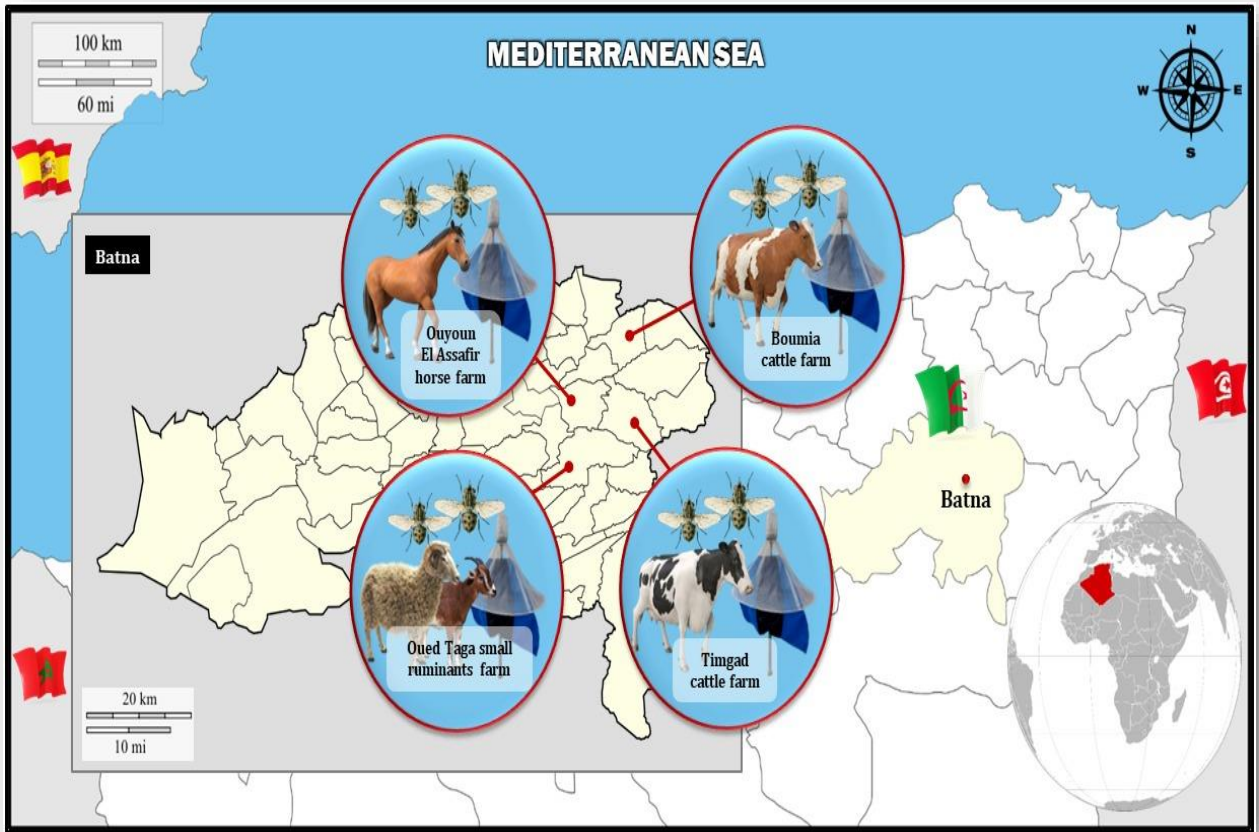 100 km
60 mi
MEDITERRANEAN SEA
N
W
E
S
Batna
Ouyoun
El Assafir
horse farm
Boumia
cattle farm
Batna
Oued Taga small
ruminants farm
Timgad
cattle farm
20 km
10 mi